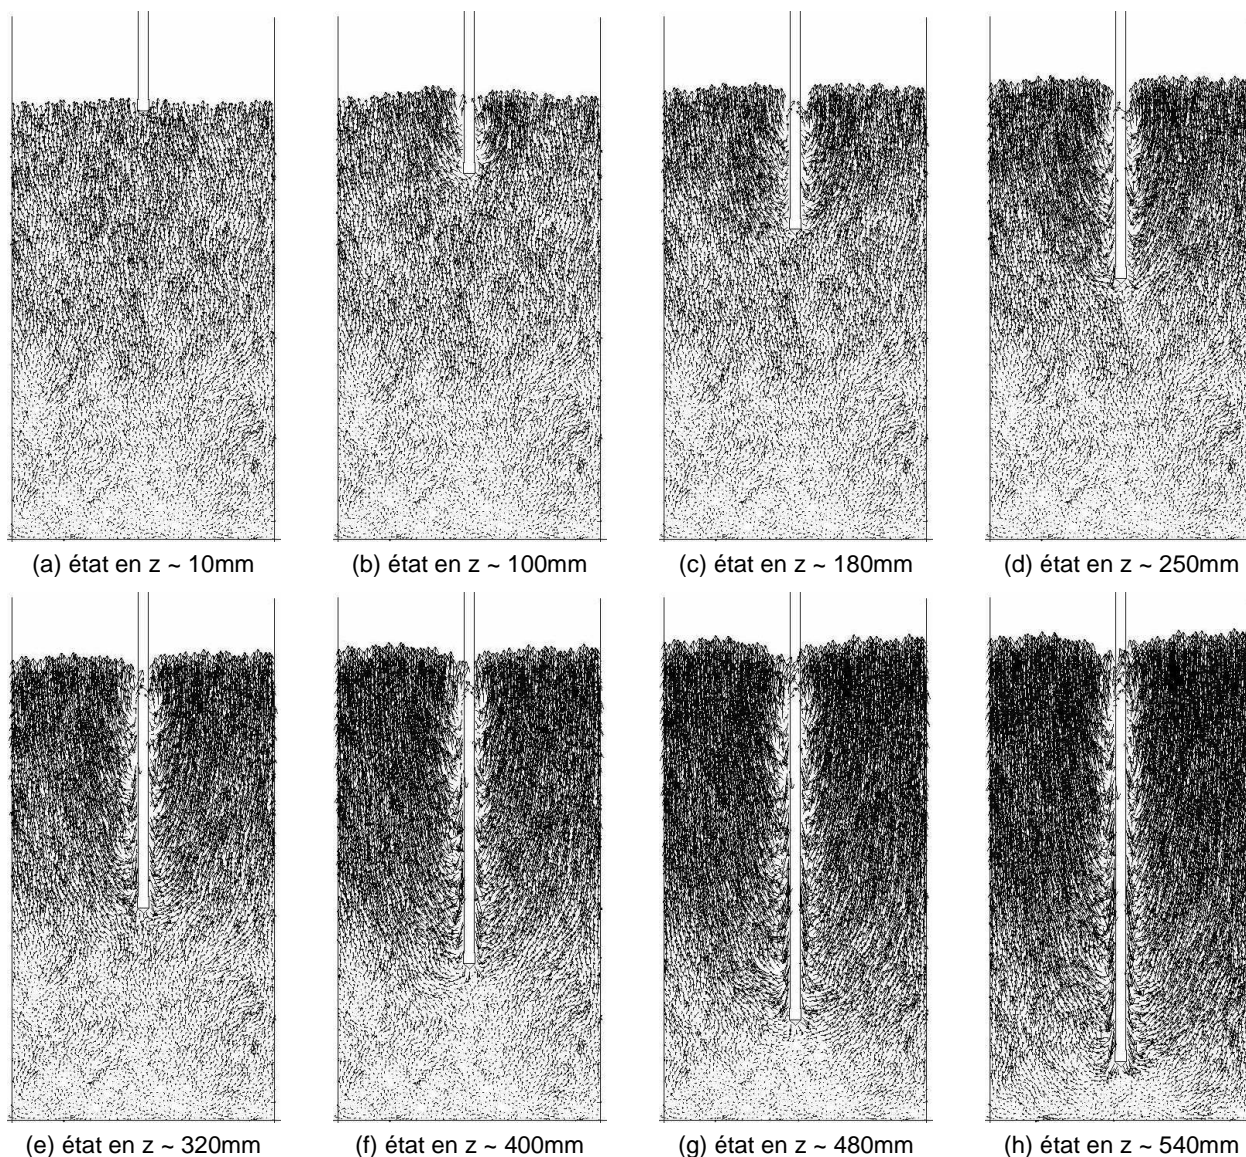 (a) état en z ~ 10mm
(b) état en z ~ 100mm
(c) état en z ~ 180mm
(d) état en z ~ 250mm
(e) état en z ~ 320mm
(f) état en z ~ 400mm
(g) état en z ~ 480mm
(h) état en z ~ 540mm